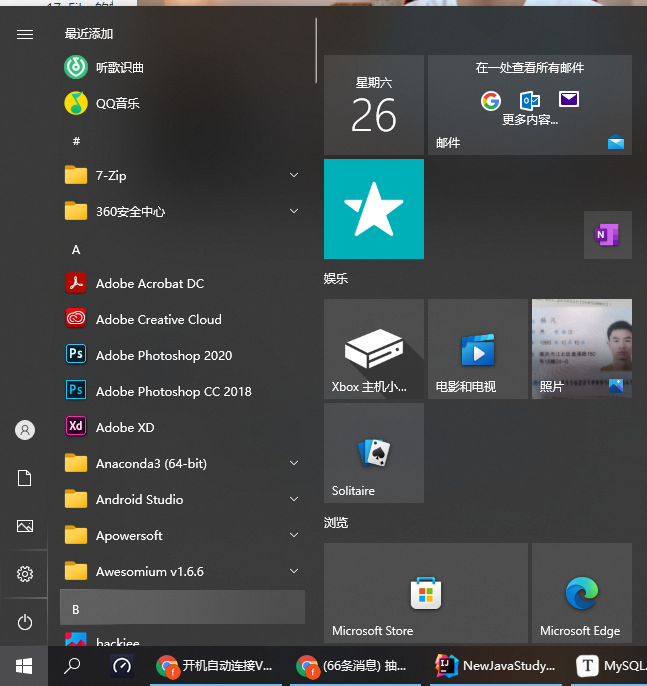 最近添加
听歌识曲
QQ音乐
#
7-Zip
360安全中心
A
Adobe Acrobat DC
Adobe Creative Cloud
Adobe Photoshop 2020
Adobe Photoshop CC 2018
Adobe XD
Anaconda3 (64-bit)
Android Studio
Apowersoft
Awesomium v1.6.6
B
星期六
26
在一处查看所有邮件
更多内容...
邮件
娱乐
Xbox 主机小...
电影和电视
照片
Solitaire
浏览
Microsoft Store
Microsoft Edge
开机自动连接V...
(66条消息) 抽...
NewJavaStudy...
MySQL.